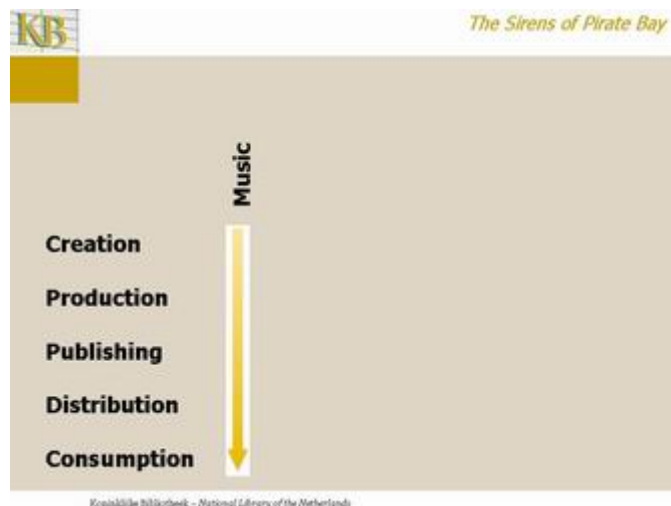 KB
The Sirens of Pirate Bay
Music
Creation
Production
Publishing
Distribution
Consumption
Koninklijke Bibliotheek – National Library of the Netherlands